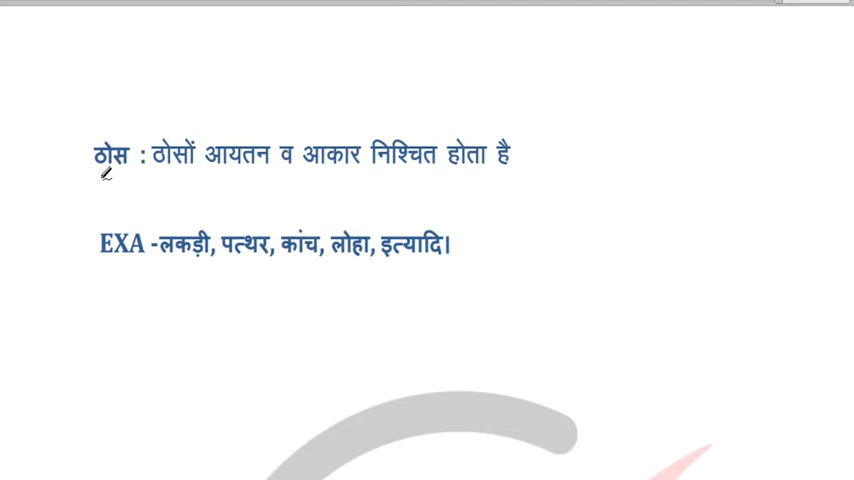 ठोस : ठोसों आयतन व आकार निश्चित होता है
EXA -लकड़ी, पत्थर, कांच, लोहा, इत्यादि।